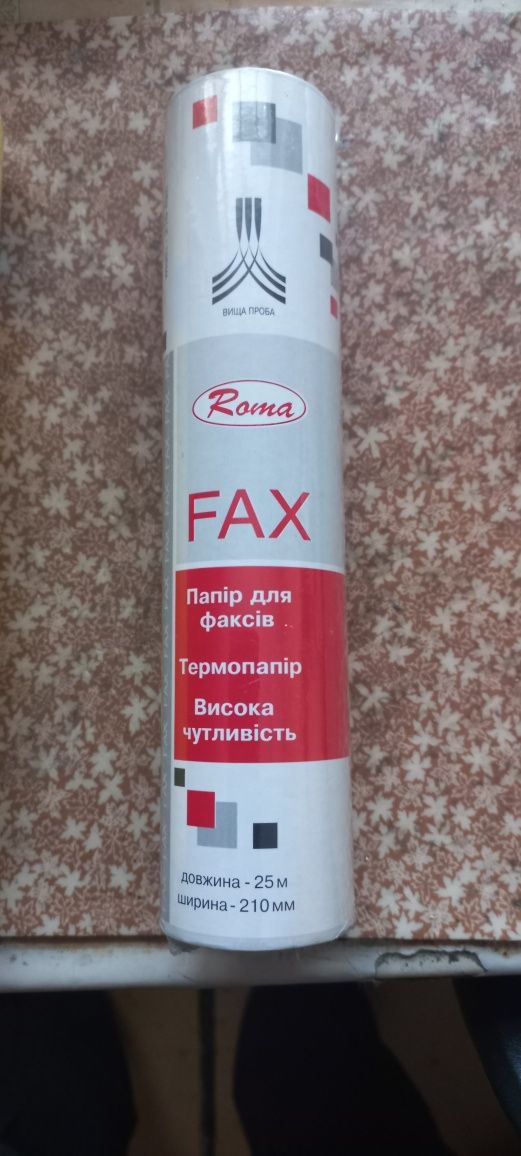 ВИЩА ПРОБА
Roma
FAX
Папір для
факсів
Термопапір
Висока
чутливість
довжина - 25 м
ширина - 210 мм